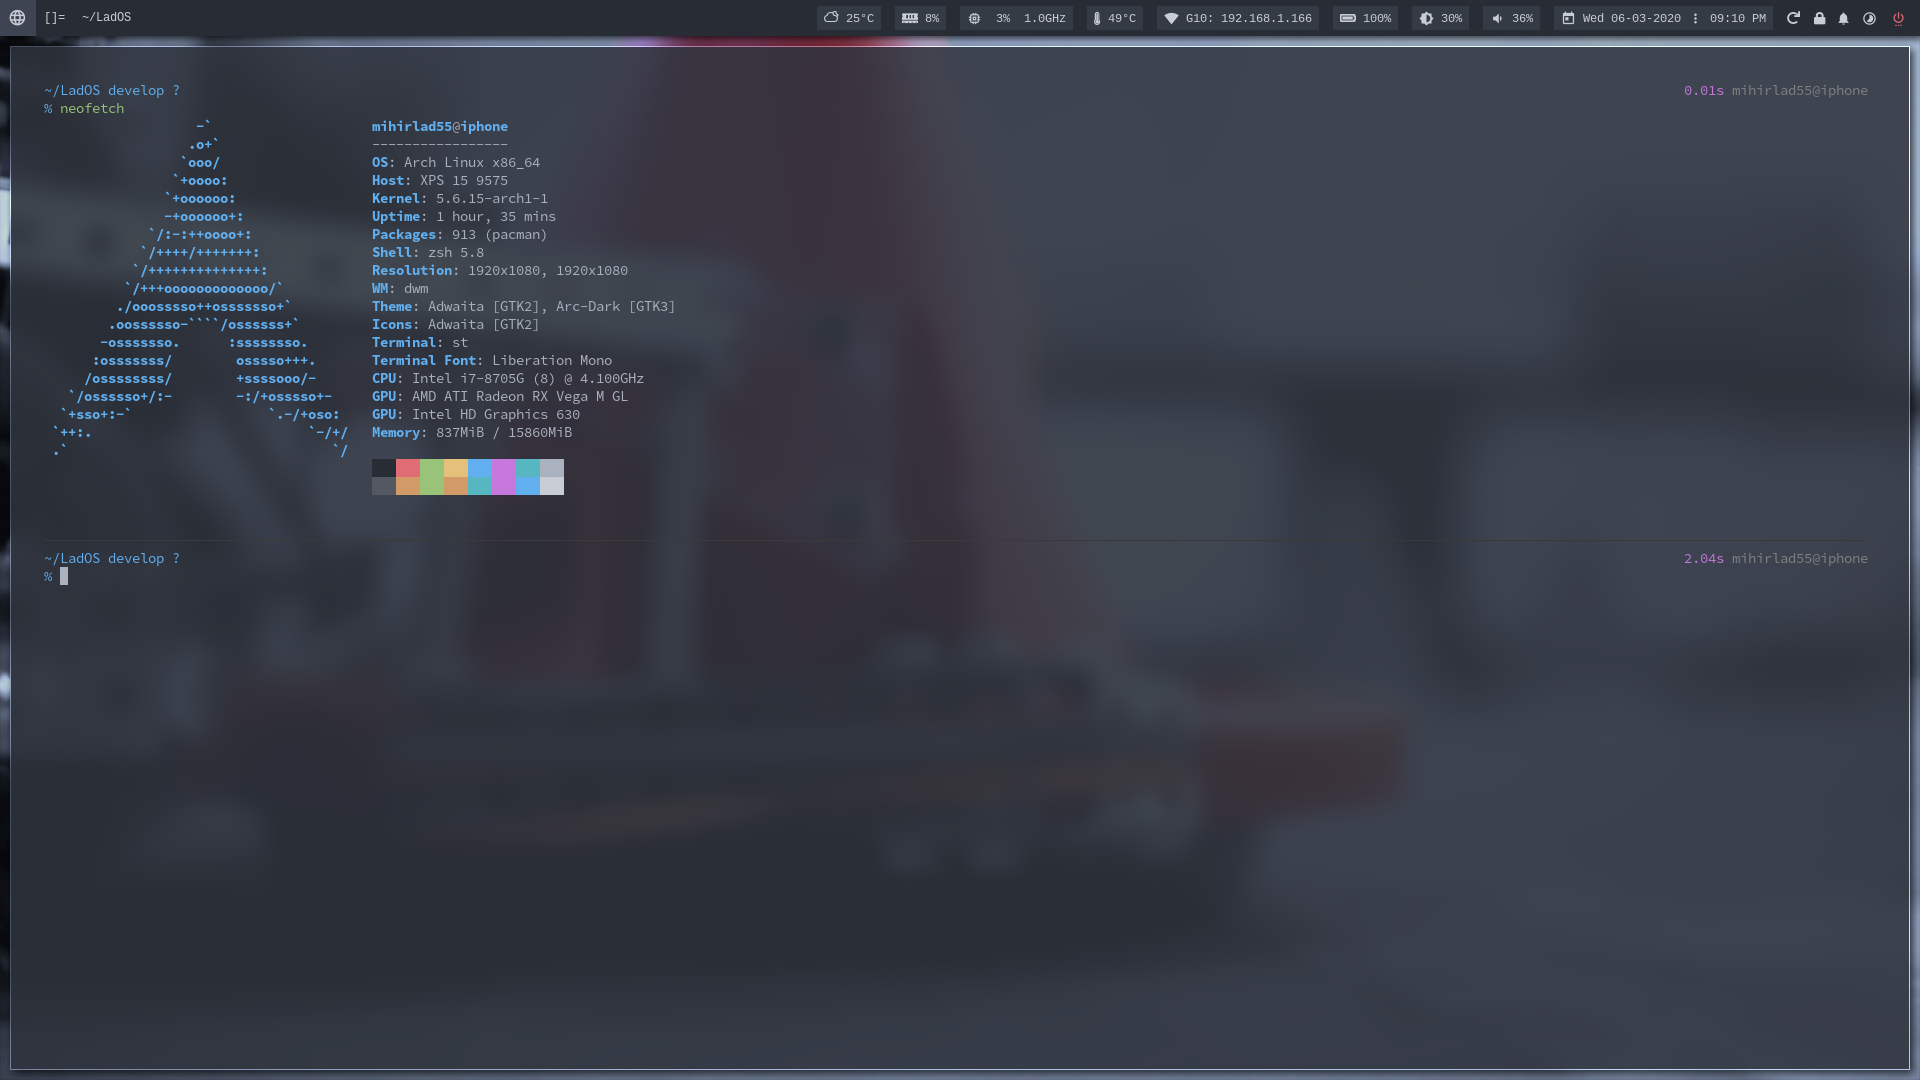 []= ~/LadOS 25°C 8% 3% 1.0GHz 49°C G10: 192.168.1.166 100% 30% 36% Wed 06-03-2020 09:10 PM
~/LadOS develop ? 0.01s mihirlad55@iphone
% neofetch
-` mihirlad55@iphone
.o+` -----------------
`ooo/ OS: Arch Linux x86_64
`+oooo: Host: XPS 15 9575
`+oooooo: Kernel: 5.6.15-arch1-1
-+oooooo+: Uptime: 1 hour, 35 mins
`/:-:++oooo+: Packages: 913 (pacman)
`/++++/+++++++: Shell: zsh 5.8
`/++++++++++++++: Resolution: 1920x1080, 1920x1080
`/+++ooooooooooooo/` WM: dwm
./ooosssso++osssssso+` Theme: Adwaita [GTK2], Arc-Dark [GTK3]
.oossssso-````/ossssss+` Icons: Adwaita [GTK2]
-osssssso. :ssssssso. Terminal: st
:osssssss/ osssso+++. Terminal Font: Liberation Mono
/ossssssss/ +ssssooo/- CPU: Intel i7-8705G (8) @ 4.100GHz
`/ossssso+/:- -:/+osssso+- GPU: AMD ATI Radeon RX Vega M GL
`+sso+:-` `.-/+oso: GPU: Intel HD Graphics 630
`++:. `-/+/ Memory: 837MiB / 15860MiB
.` `/
~/LadOS develop ? 2.04s mihirlad55@iphone
%